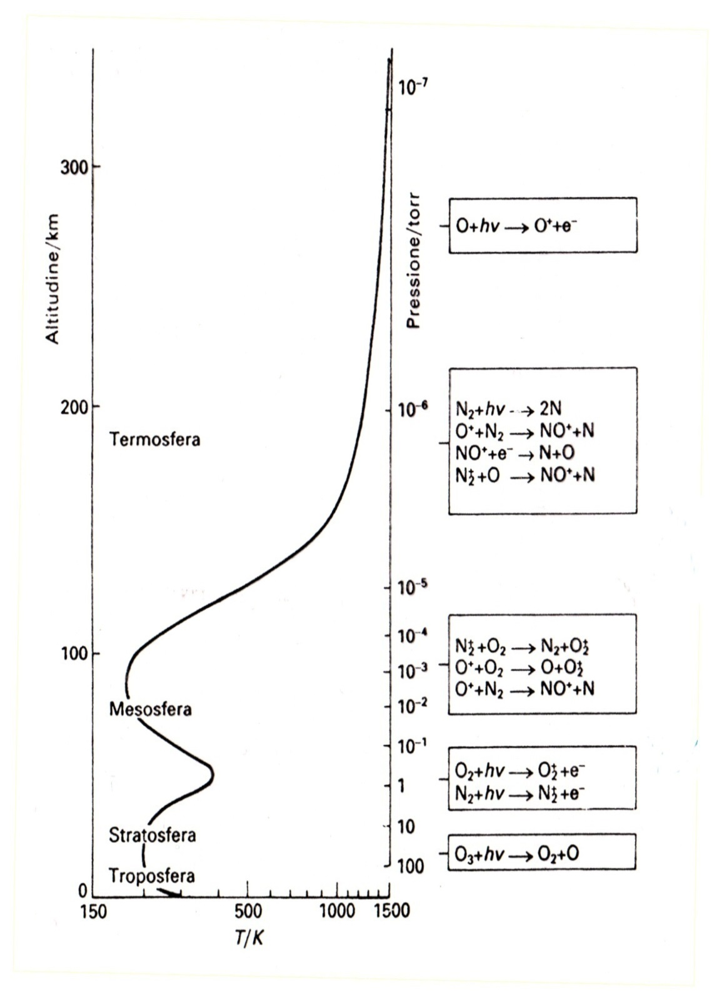 Altitudine/km
300
200
100
0
Termosfera
Mesosfera
Stratosfera
Troposfera
150 500 1000 1500
T/K
Pressione/torr
10⁻⁷
10⁻⁶
10⁻⁵
10⁻⁴
10⁻³
10⁻²
10⁻¹
1
10
100
O+hν → O⁺+e⁻
N₂+hν --→ 2N
O⁺+N₂ → NO⁺+N
NO⁺+e⁻ → N+O
N₂⁺+O → NO⁺+N
N₂⁺+O₂ → N₂+O₂⁺
O⁺+O₂ → O+O₂⁺
O⁺+N₂ → NO⁺+N
O₂+hν → O₂⁺+e⁻
N₂+hν → N₂⁺+e⁻
O₃+hν → O₂+O